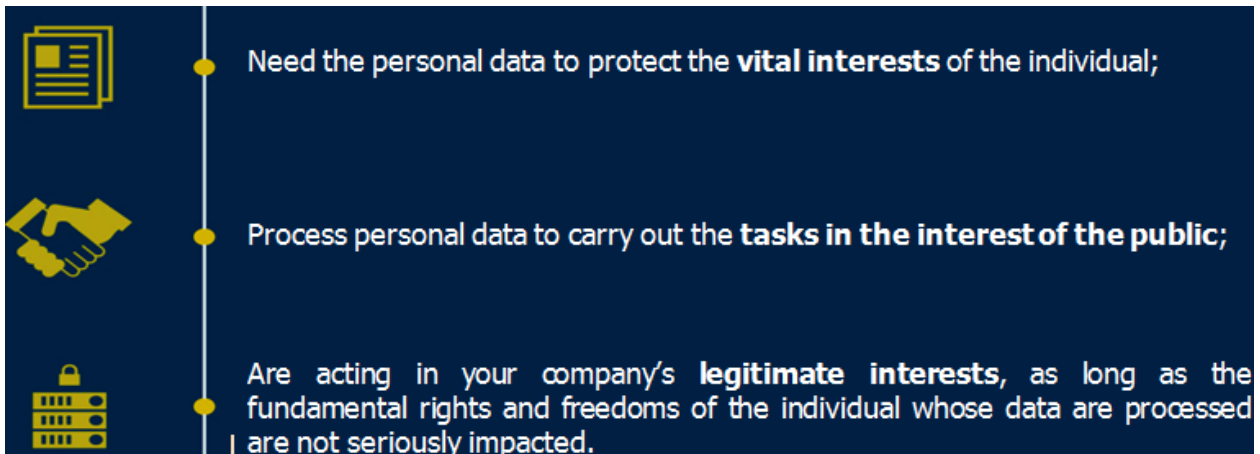 Need the personal data to protect the vital interests of the individual;
Process personal data to carry out the tasks in the interest of the public;
Are acting in your company's legitimate interests, as long as the
fundamental rights and freedoms of the individual whose data are processed
are not seriously impacted.